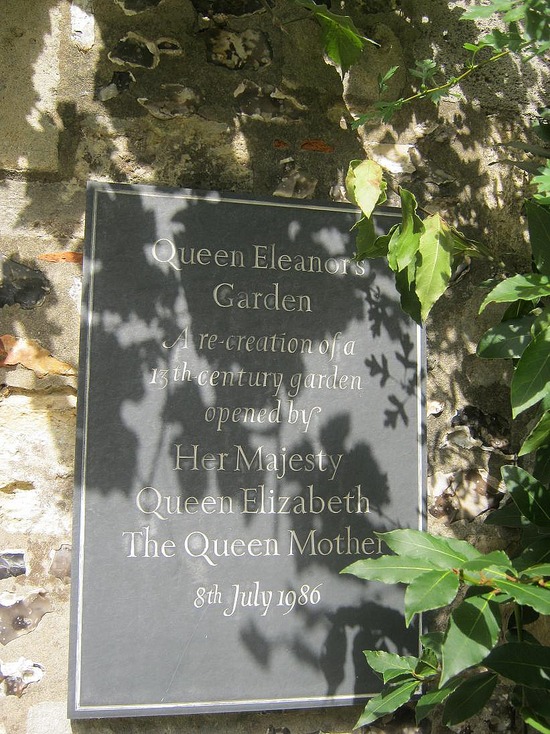 Queen Eleanor's
Garden
A re-creation of a
13th century garden
opened by
Her Majesty
Queen Elizabeth
The Queen Mother
8th July 1986